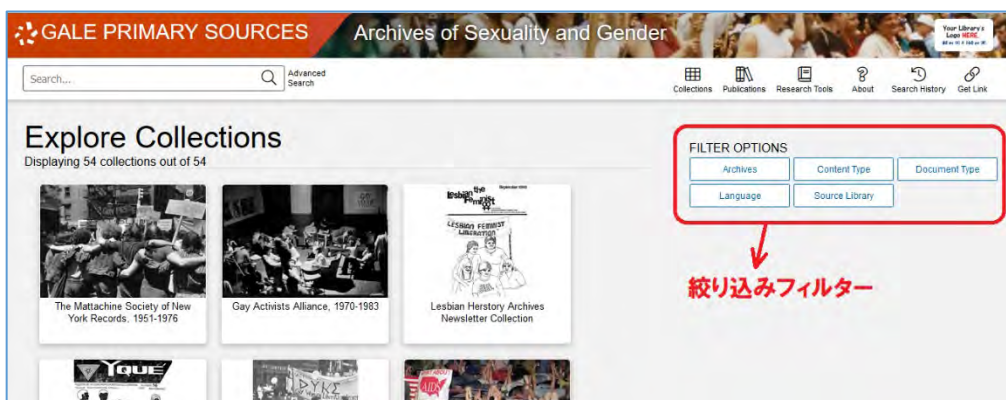 GALE PRIMARY SOURCES
Archives of Sexuality and Gender
Your Library's
Logo HERE.
Search...
Advanced
Search
Collections
Publications
Research Tools
About
Search History
Get Link
Explore Collections
Displaying 54 collections out of 54
FILTER OPTIONS
Archives
Content Type
Document Type
Language
Source Library
絞り込みフィルター
LESBIAN FEMINIST
LIBERATION
The Mattachine Society of New
York Records, 1951-1976
Gay Activists Alliance, 1970-1983
Lesbian Herstory Archives
Newsletter Collection
YQUE
DYKE
AIDS